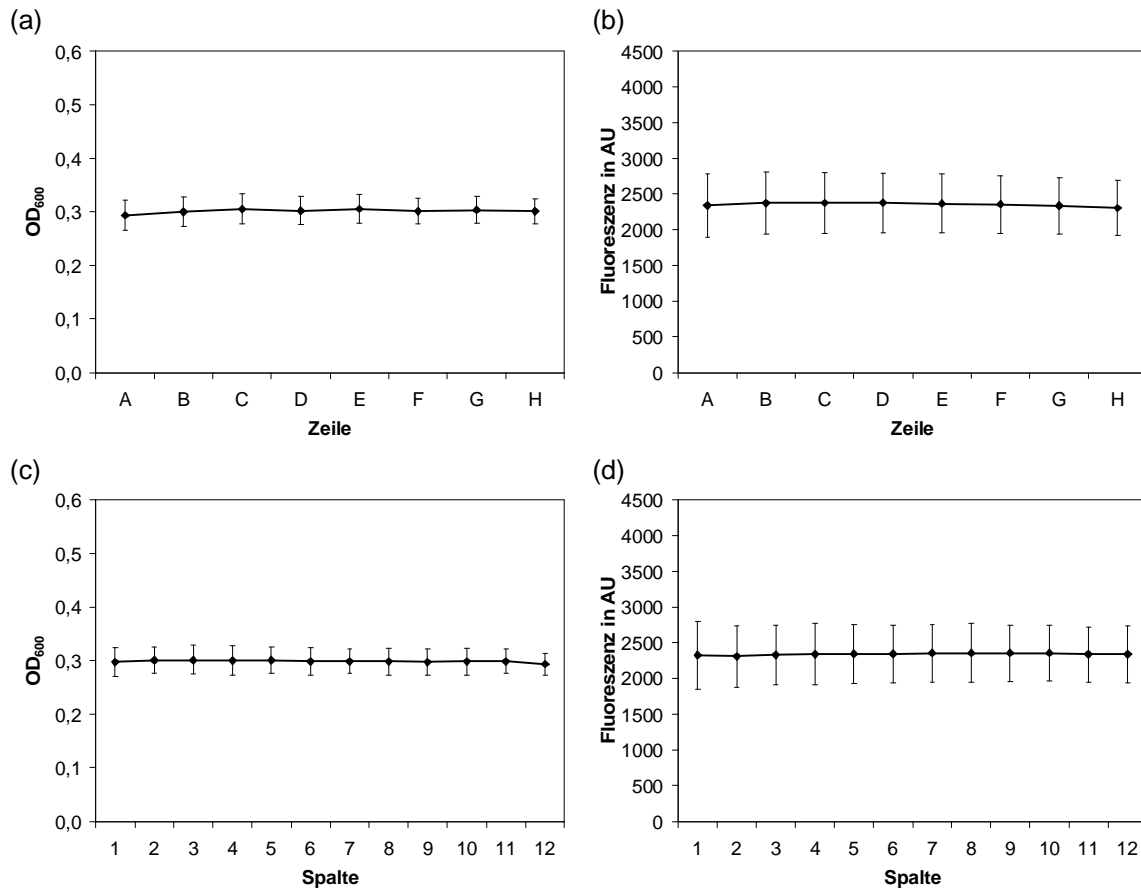 (a)
0,6
0,5
0,4
0,3
0,2
0,1
0,0
OD600
A B C D E F G H
Zeile
(b)
4500
4000
3500
3000
2500
2000
1500
1000
500
0
Fluoreszenz in AU
A B C D E F G H
Zeile
(c)
0,6
0,5
0,4
0,3
0,2
0,1
0,0
OD600
1 2 3 4 5 6 7 8 9 10 11 12
Spalte
(d)
4500
4000
3500
3000
2500
2000
1500
1000
500
0
Fluoreszenz in AU
1 2 3 4 5 6 7 8 9 10 11 12
Spalte